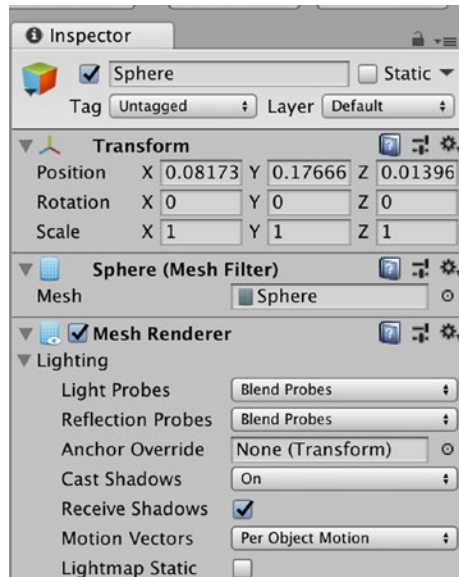 Inspector
Sphere Static
Tag Untagged Layer Default
Transform
Position X 0.08173 Y 0.17666 Z 0.01396
Rotation X 0 Y 0 Z 0
Scale X 1 Y 1 Z 1
Sphere (Mesh Filter)
Mesh Sphere
Mesh Renderer
Lighting
Light Probes Blend Probes
Reflection Probes Blend Probes
Anchor Override None (Transform)
Cast Shadows On
Receive Shadows
Motion Vectors Per Object Motion
Lightmap Static